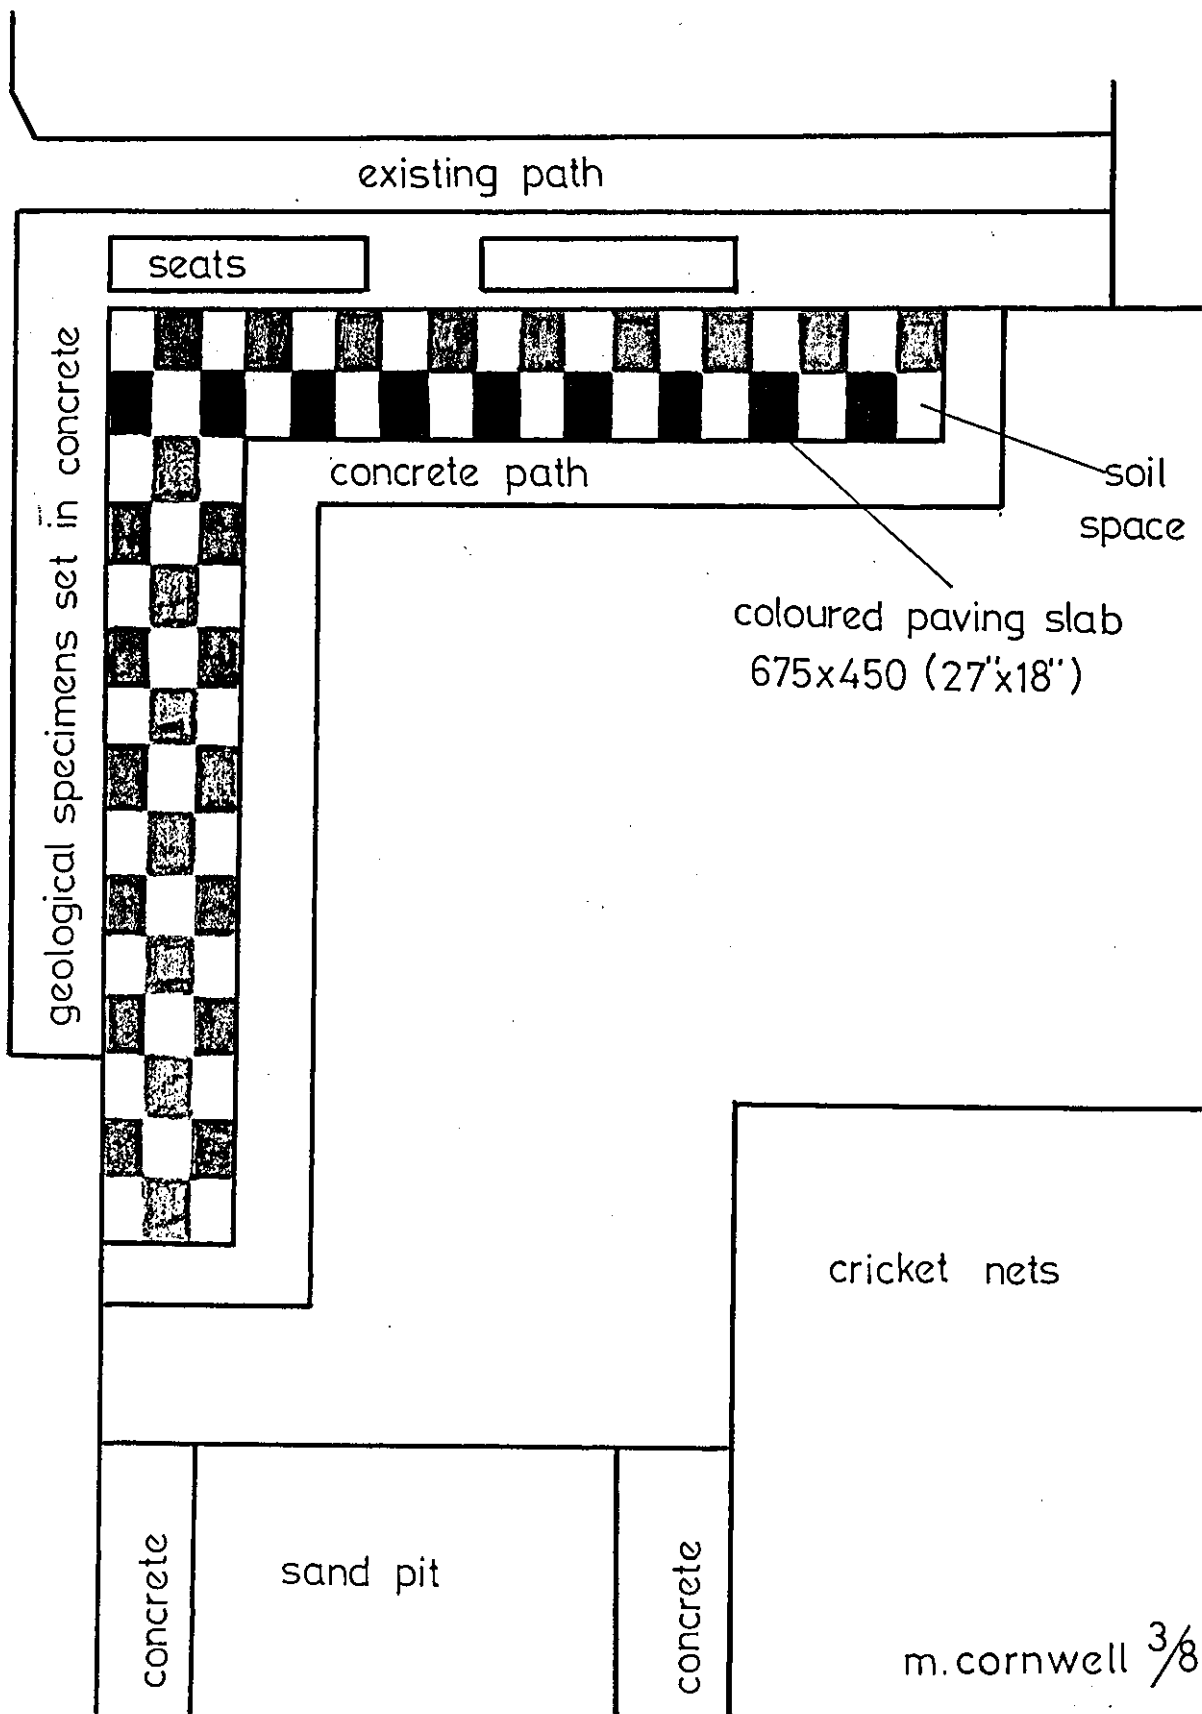 existing path
seats
geological specimens set in concrete
concrete path
soil
space
coloured paving slab
675x450 (27"x18")
cricket nets
concrete
sand pit
concrete
m.cornwell 3/8